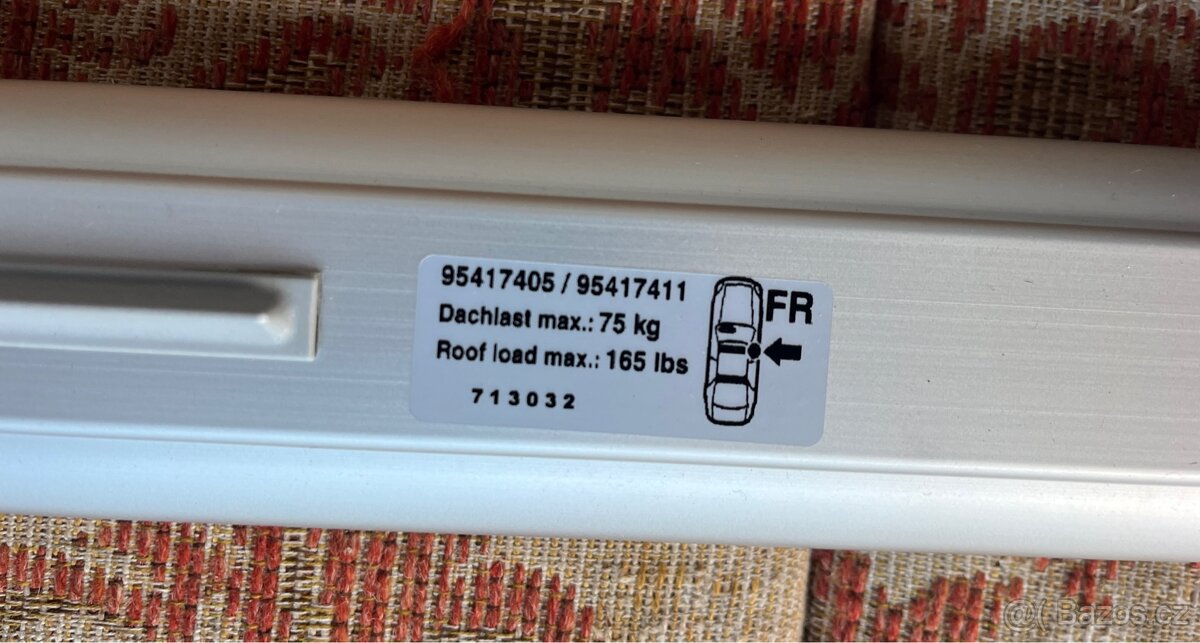 95417405 / 95417411
Dachlast max.: 75 kg
Roof load max.: 165 lbs
713032
FR
@( Bazos.cz